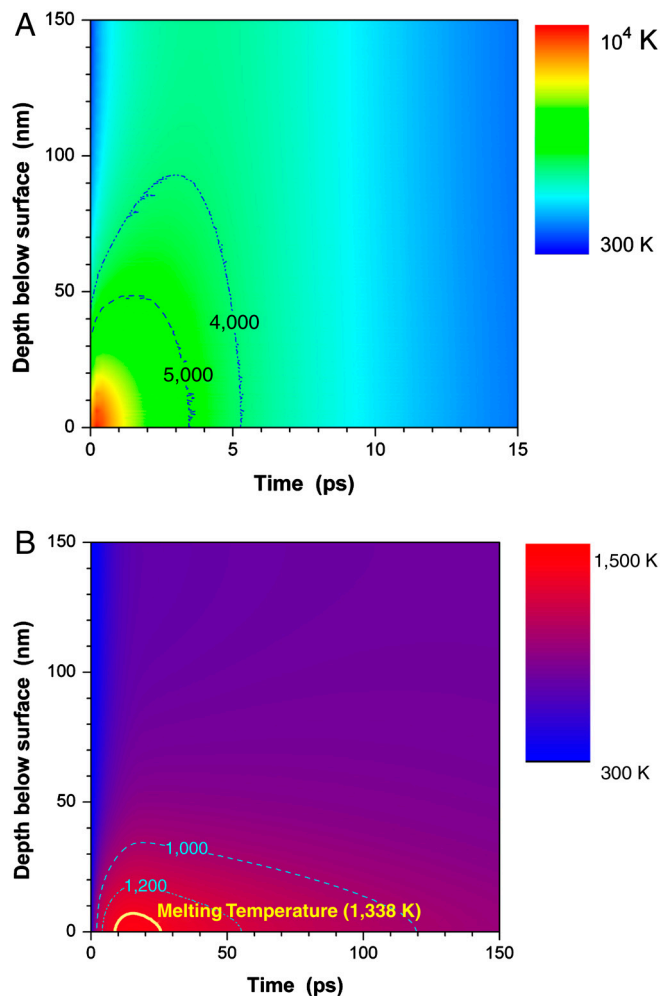 A
150
100
50
0
Depth below surface (nm)
4,000
5,000
0
5
10
15
Time (ps)
10⁴ K
300 K
B
150
100
50
0
Depth below surface (nm)
1,000
1,200
Melting Temperature (1,338 K)
0
50
100
150
Time (ps)
1,500 K
300 K